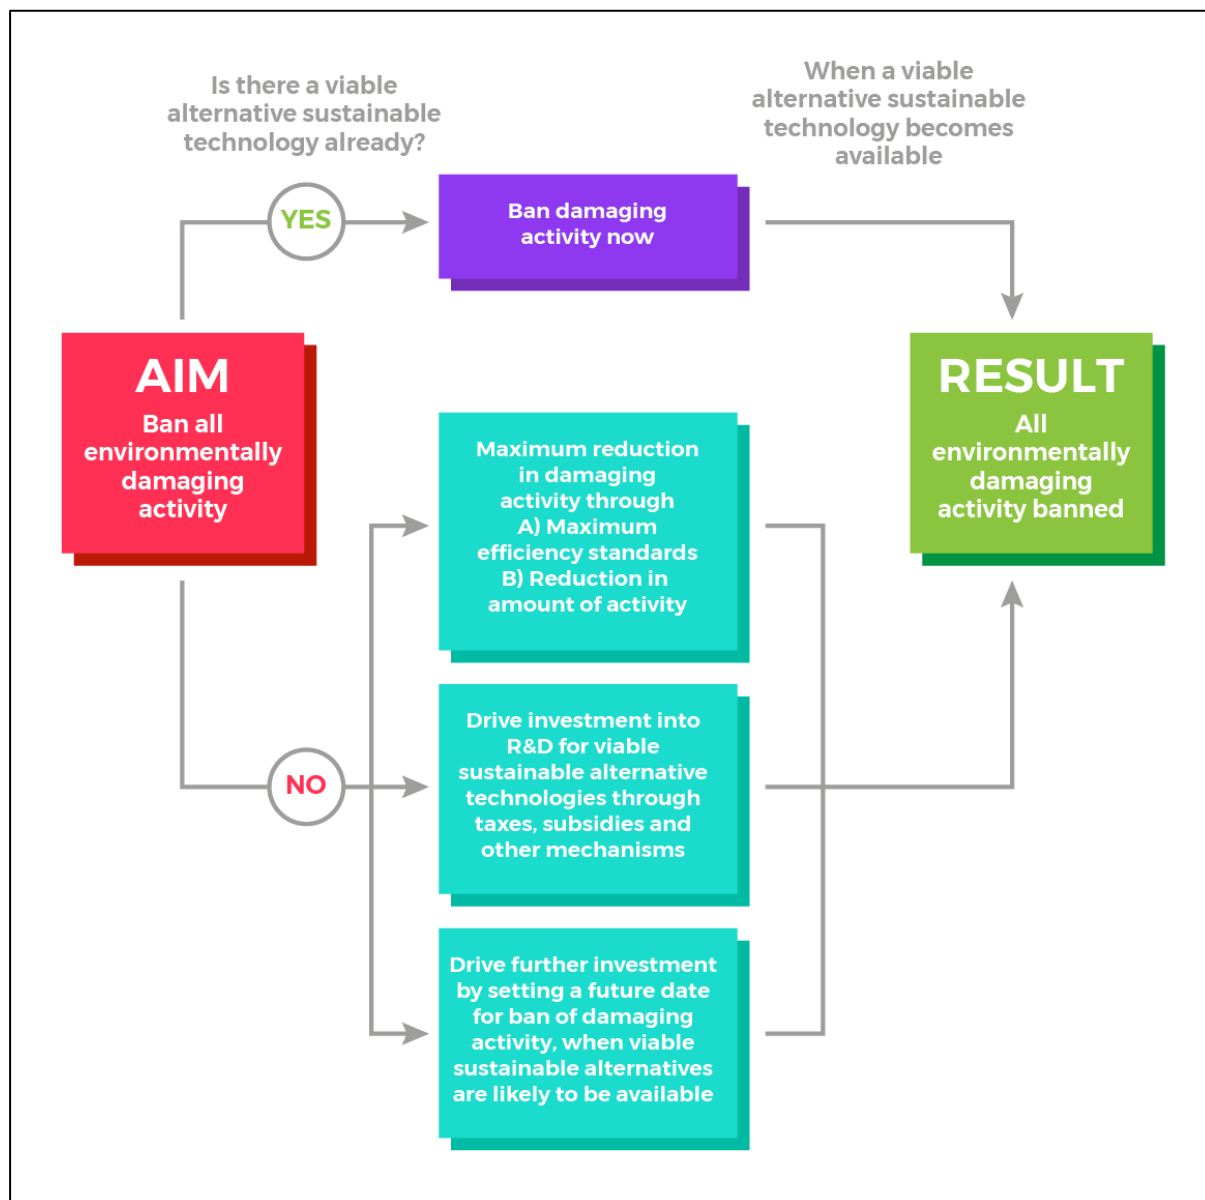 Is there a viable
alternative sustainable
technology already?
When a viable
alternative sustainable
technology becomes
available
YES
Ban damaging
activity now
AIM
Ban all
environmentally
damaging
activity
RESULT
All
environmentally
damaging
activity banned
Maximum reduction
in damaging
activity through
A) Maximum
efficiency standards
B) Reduction in
amount of activity
NO
Drive investment into
R&D for viable
sustainable alternative
technologies through
taxes, subsidies and
other mechanisms
Drive further investment
by setting a future date
for ban of damaging
activity, when viable
sustainable alternatives
are likely to be available